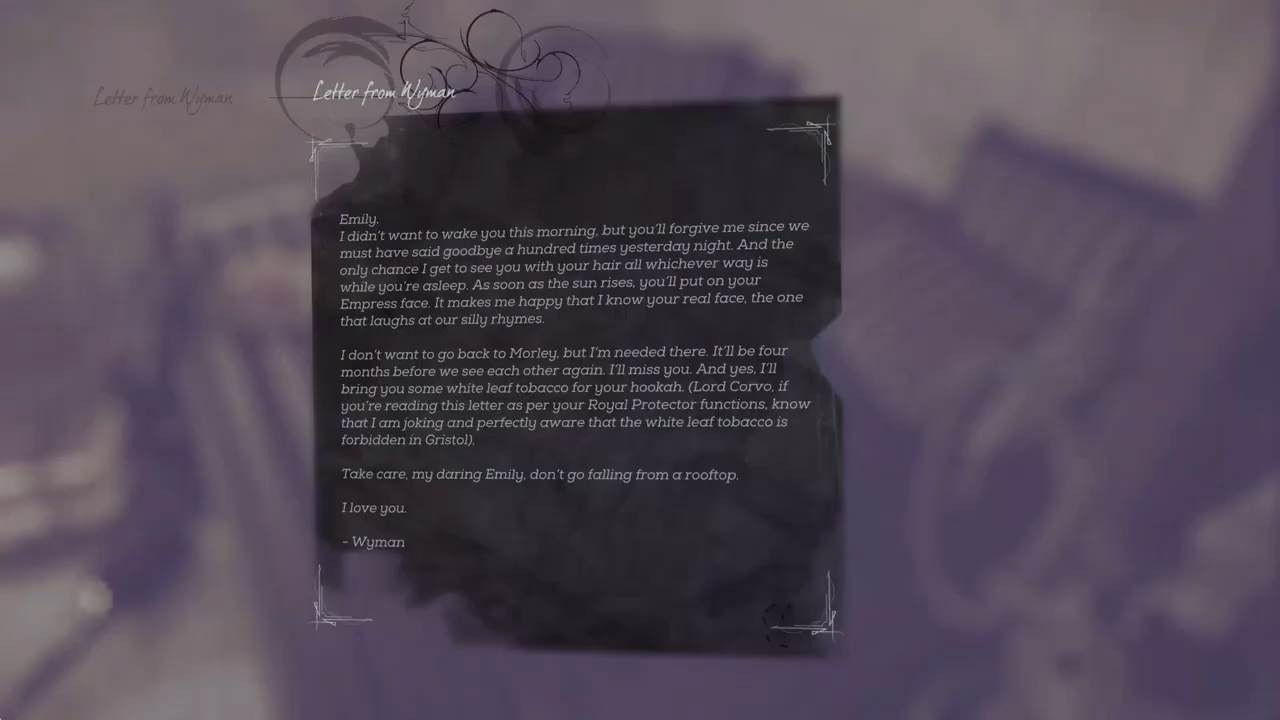 Letter from Wyman
Letter from Wyman
Emily,
I didn't want to wake you this morning, but you'll forgive me since we
must have said goodbye a hundred times yesterday night. And the
only chance I get to see you with your hair all whichever way is
while you're asleep. As soon as the sun rises, you'll put on your
Empress face. It makes me happy that I know your real face, the one
that laughs at our silly rhymes.
I don't want to go back to Morley, but I'm needed there. It'll be four
months before we see each other again. I'll miss you. And yes, I'll
bring you some white leaf tobacco for your hookah. (Lord Corvo, if
you're reading this letter as per your Royal Protector functions, know
that I am joking and perfectly aware that the white leaf tobacco is
forbidden in Gristol).
Take care, my daring Emily, don't go falling from a rooftop.
I love you.
- Wyman